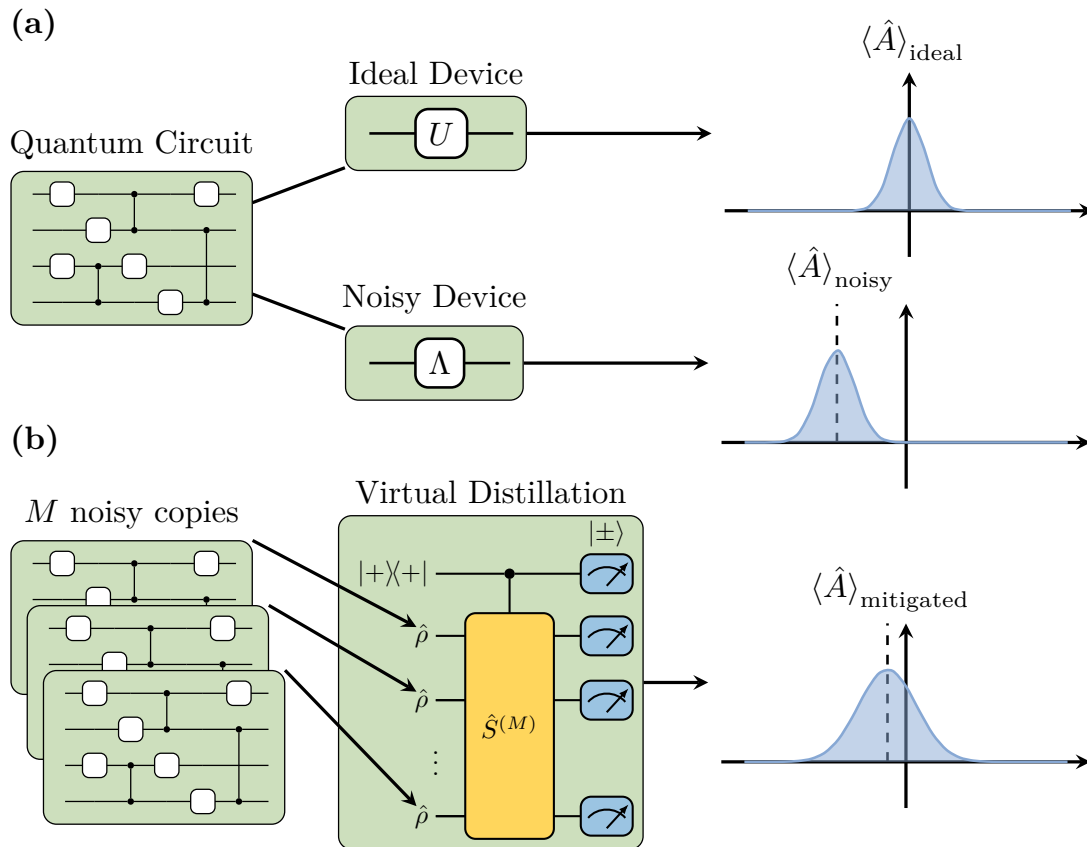 (a)
Quantum Circuit
Ideal Device
U
⟨Â⟩ideal
Noisy Device
Λ
⟨Â⟩noisy
(b)
M noisy copies
Virtual Distillation
|+⟩⟨+|
|±⟩
ρ̂
ρ̂
⋮
ρ̂
Ŝ(M)
⟨Â⟩mitigated